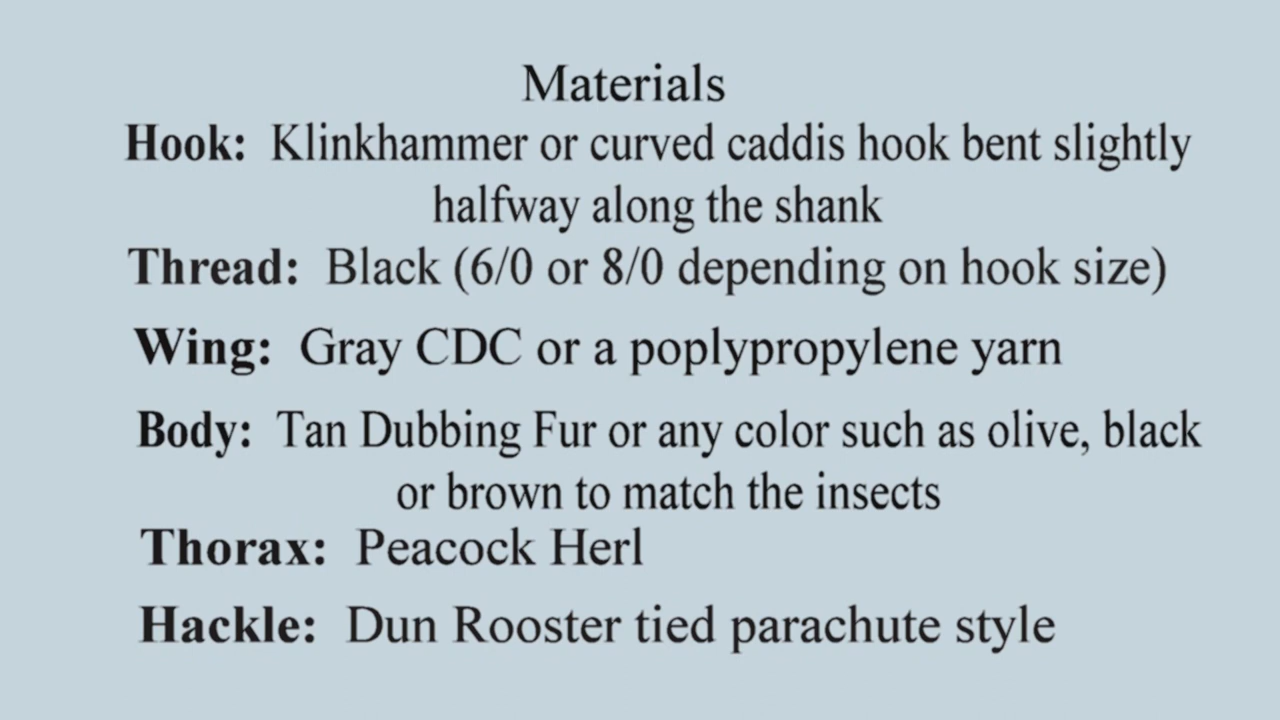 Materials
Hook: Klinkhammer or curved caddis hook bent slightly
halfway along the shank
Thread: Black (6/0 or 8/0 depending on hook size)
Wing: Gray CDC or a poplypropylene yarn
Body: Tan Dubbing Fur or any color such as olive, black
or brown to match the insects
Thorax: Peacock Herl
Hackle: Dun Rooster tied parachute style